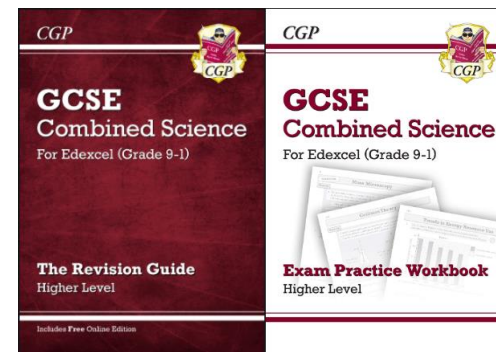 CGP
CGP
GCSE
Combined Science
For Edexcel (Grade 9-1)
The Revision Guide
Higher Level
Includes Free Online Edition
CGP
CGP
GCSE
Combined Science
For Edexcel (Grade 9-1)
Exam Practice Workbook
Higher Level